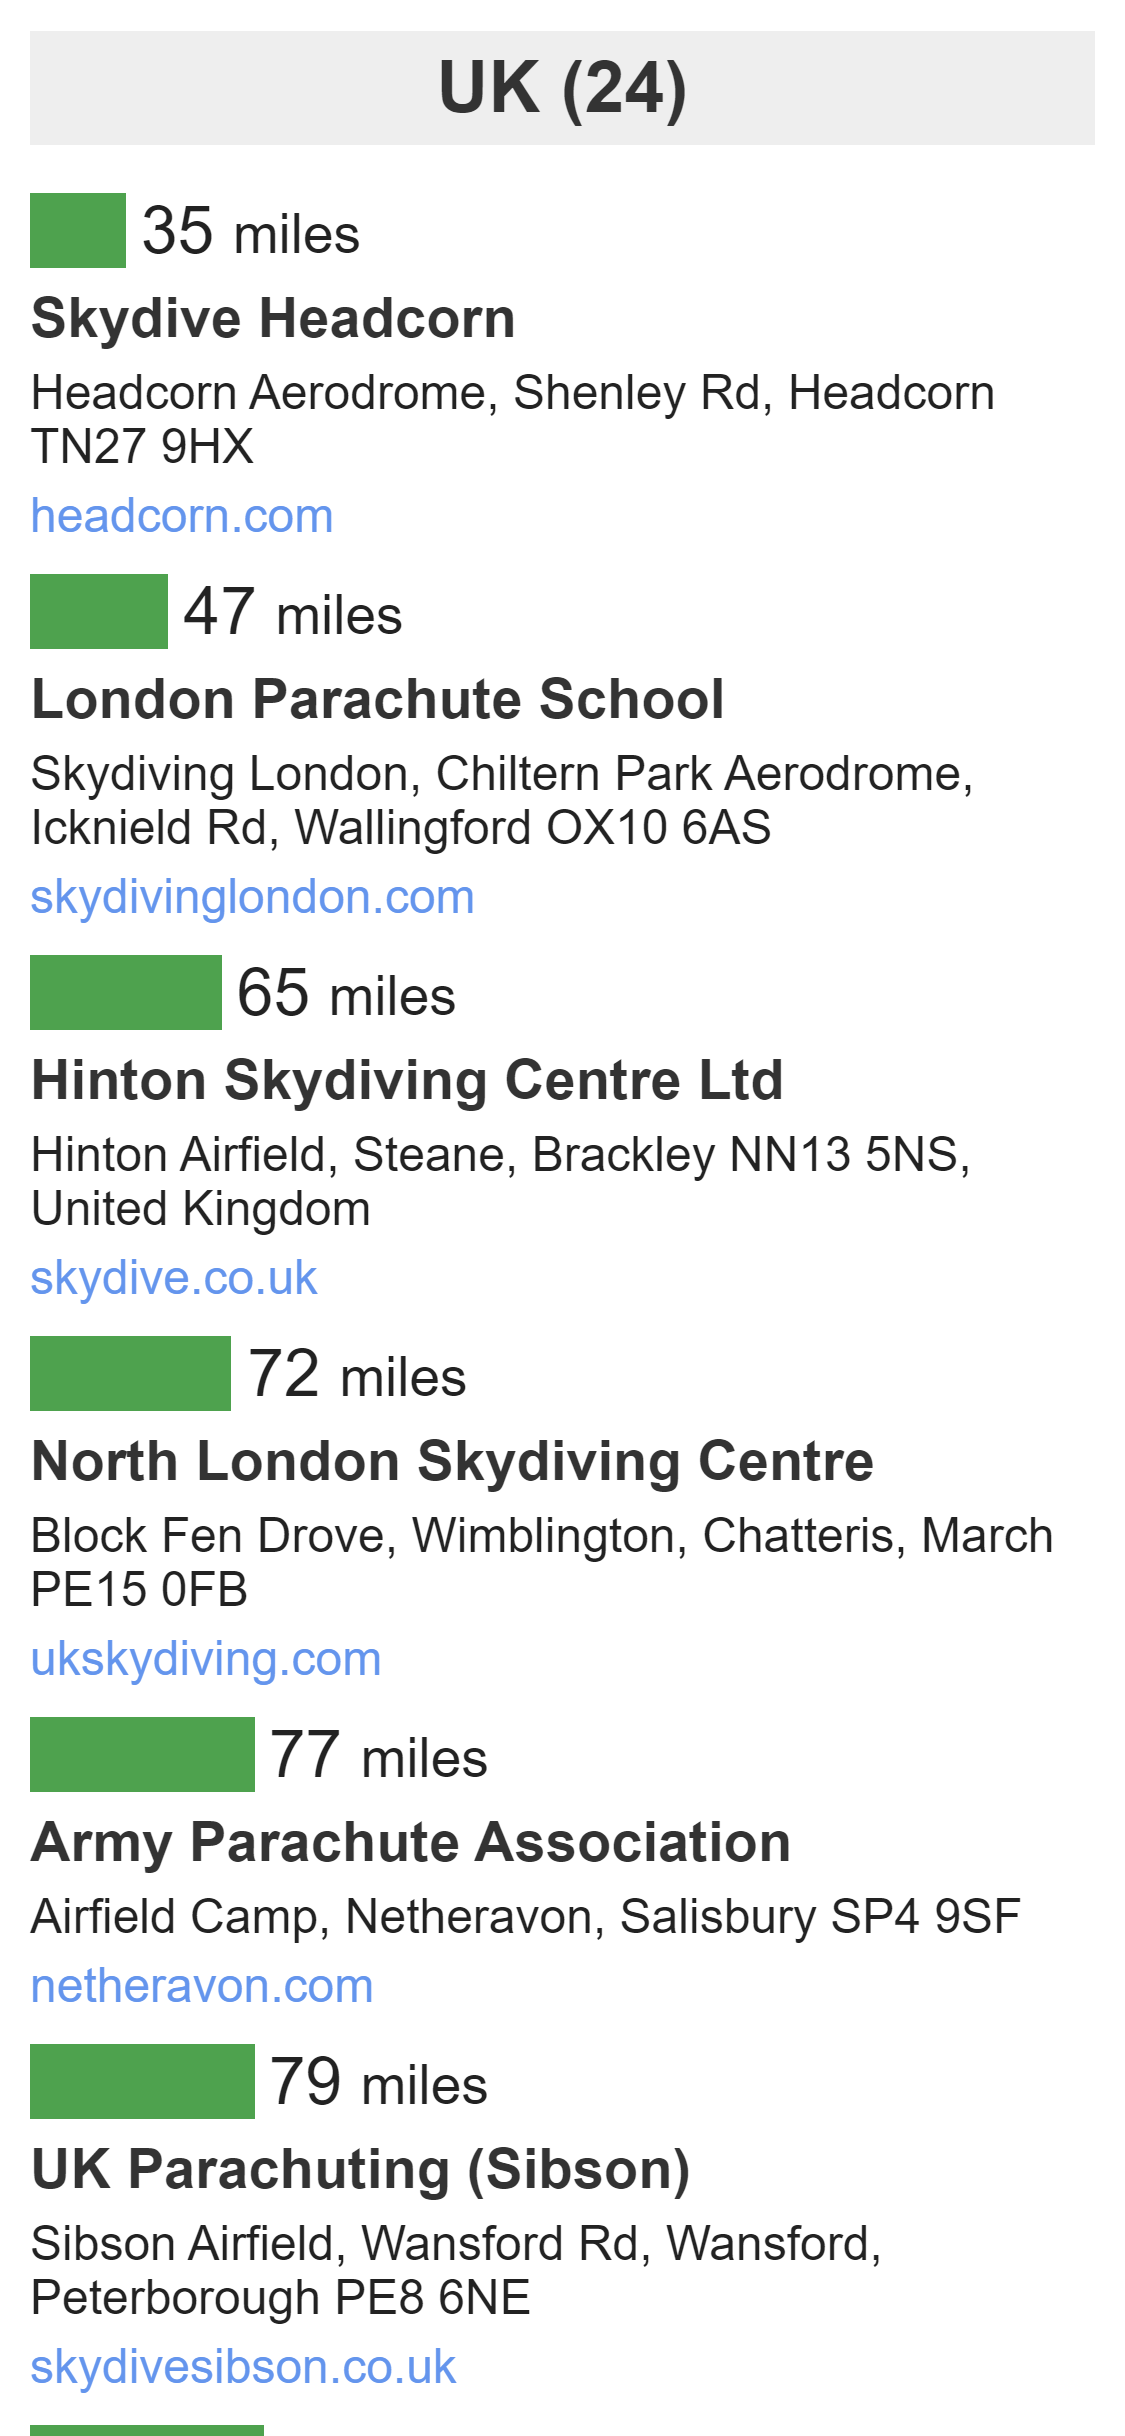 UK (24)
35 miles
Skydive Headcorn
Headcorn Aerodrome, Shenley Rd, Headcorn
TN27 9HX
headcorn.com
47 miles
London Parachute School
Skydiving London, Chiltern Park Aerodrome,
Icknield Rd, Wallingford OX10 6AS
skydivinglondon.com
65 miles
Hinton Skydiving Centre Ltd
Hinton Airfield, Steane, Brackley NN13 5NS,
United Kingdom
skydive.co.uk
72 miles
North London Skydiving Centre
Block Fen Drove, Wimblington, Chatteris, March
PE15 0FB
ukskydiving.com
77 miles
Army Parachute Association
Airfield Camp, Netheravon, Salisbury SP4 9SF
netheravon.com
79 miles
UK Parachuting (Sibson)
Sibson Airfield, Wansford Rd, Wansford,
Peterborough PE8 6NE
skydivesibson.co.uk